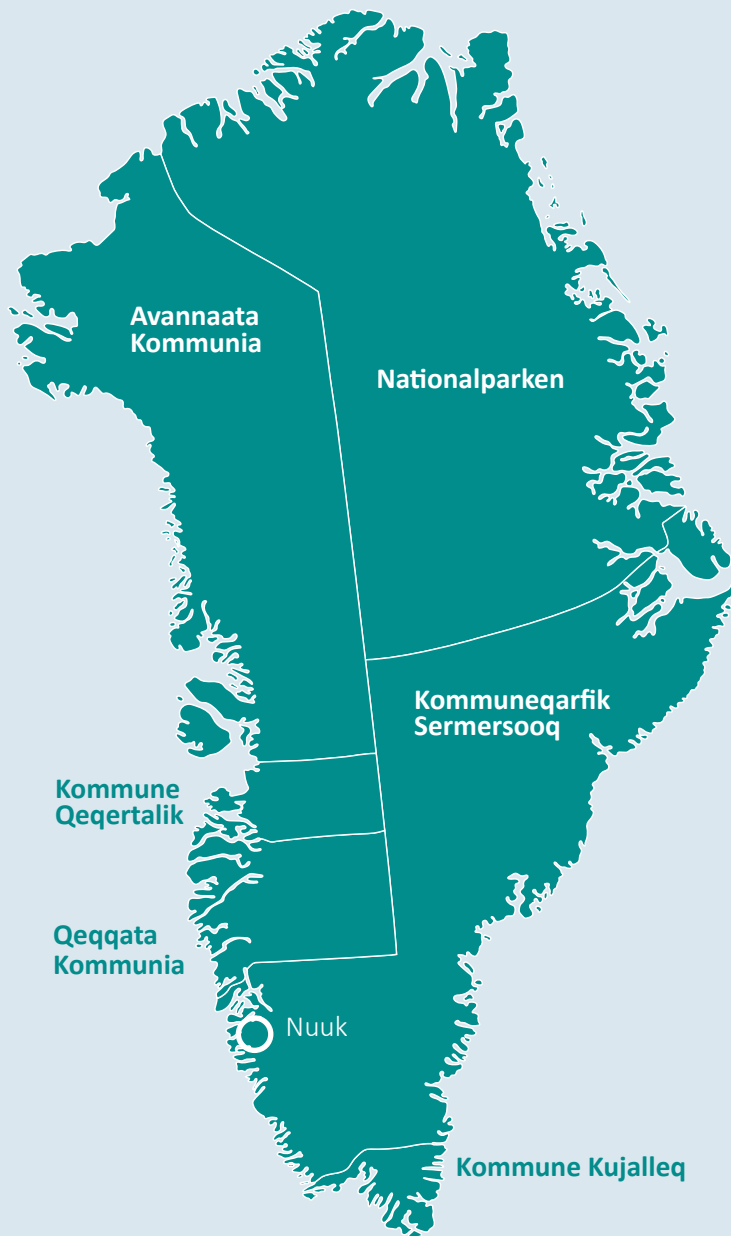 Avannaata
Kommunia
Nationalparken
Kommuneqarfik
Sermersooq
Kommune
Qeqertalik
Qeqqata
Kommunia
Nuuk
Kommune Kujalleq